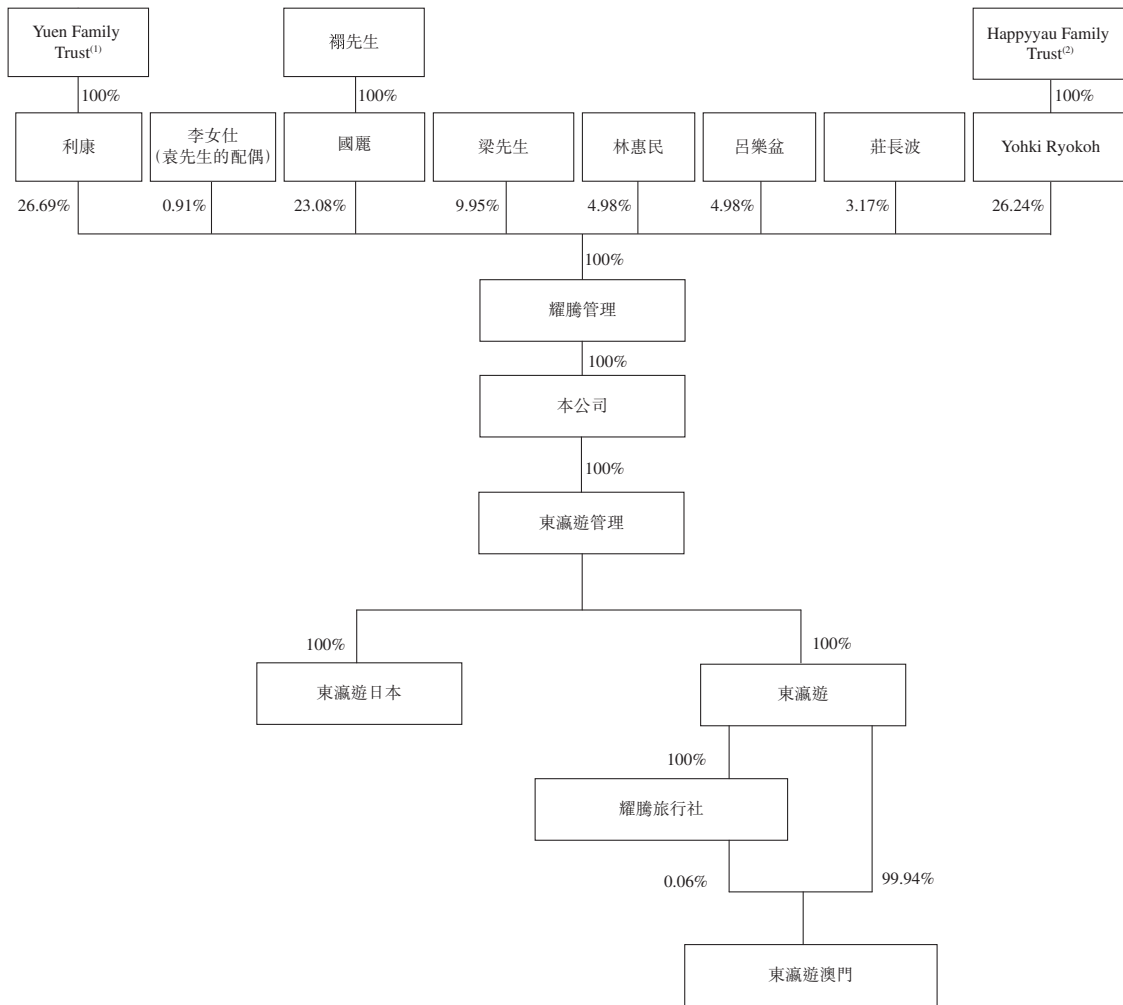 Yuen Family
Trust(1)
禤先生
Happyyau Family
Trust(2)
100%
100%
100%
利康
李女仕
(袁先生的配偶)
國麗
梁先生
林惠民
呂樂盆
莊長波
Yohki Ryokoh
26.69%
0.91%
23.08%
9.95%
4.98%
4.98%
3.17%
26.24%
100%
耀騰管理
100%
本公司
100%
東瀛遊管理
100%
100%
東瀛遊日本
東瀛遊
100%
耀騰旅行社
0.06%
99.94%
東瀛遊澳門